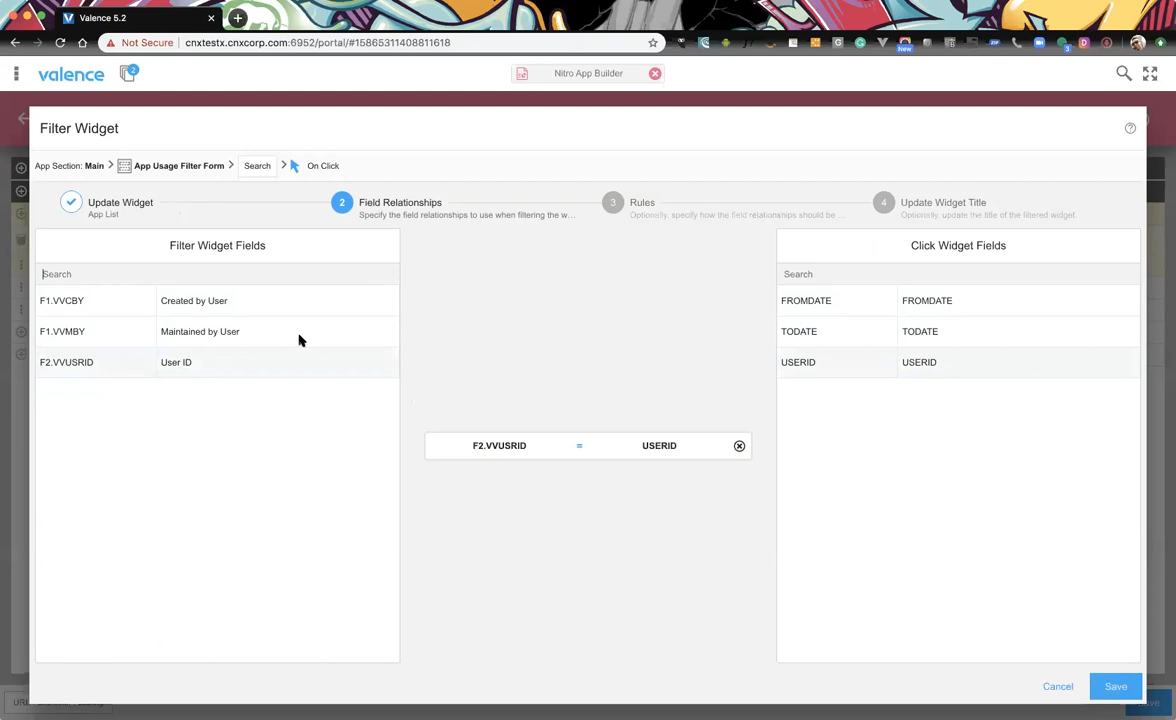 Valence 5.2
Not Secure
cnxtestx.cnxcorp.com:6952/portal/#15865311408811618
New
3
valence
2
Nitro App Builder
Filter Widget
App Section: Main
App Usage Filter Form
Search
On Click
Update Widget
App List
2
Field Relationships
Specify the field relationships to use when filtering the w...
3
Rules
Optionally, specify how the field relationships should be ...
4
Update Widget Title
Optionally, update the title of the filtered widget.
Filter Widget Fields
Search
F1.VVCBY
Created by User
F1.VVMBY
Maintained by User
F2.VVUSRID
User ID
F2.VVUSRID
=
USERID
Click Widget Fields
Search
FROMDATE
FROMDATE
TODATE
TODATE
USERID
USERID
Cancel
Save
Save